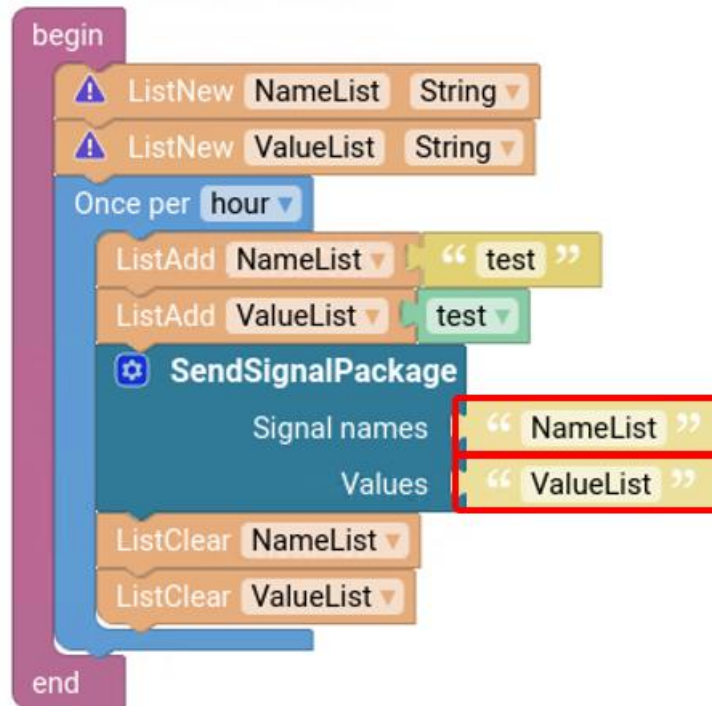 begin
ListNew NameList String
ListNew ValueList String
Once per hour
ListAdd NameList “ test ”
ListAdd ValueList test
SendSignalPackage
Signal names “ NameList ”
Values “ ValueList ”
ListClear NameList
ListClear ValueList
end